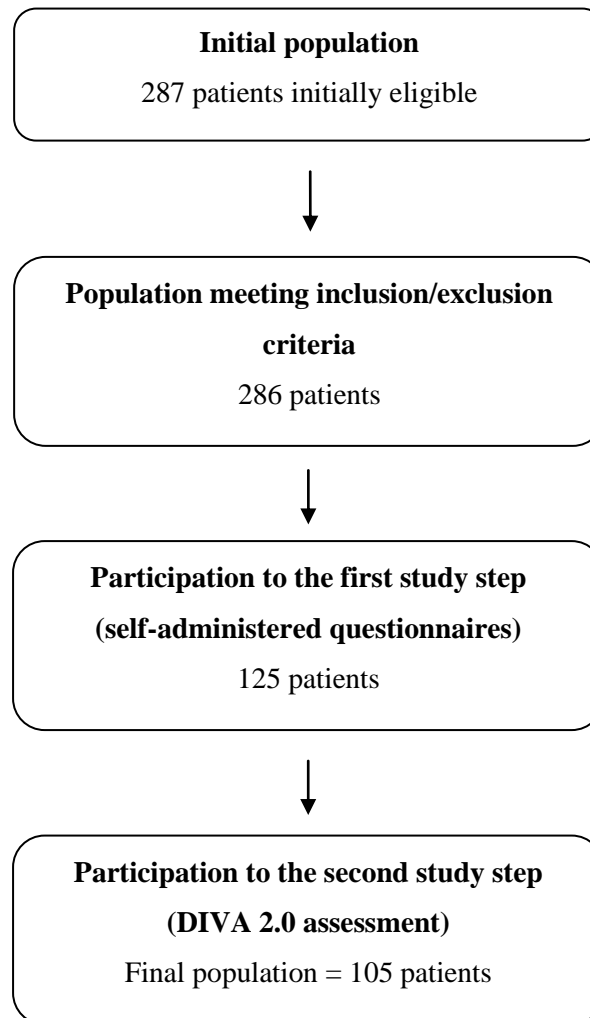 Initial population
287 patients initially eligible
Population meeting inclusion/exclusion
criteria
286 patients
Participation to the first study step
(self-administered questionnaires)
125 patients
Participation to the second study step
(DIVA 2.0 assessment)
Final population = 105 patients